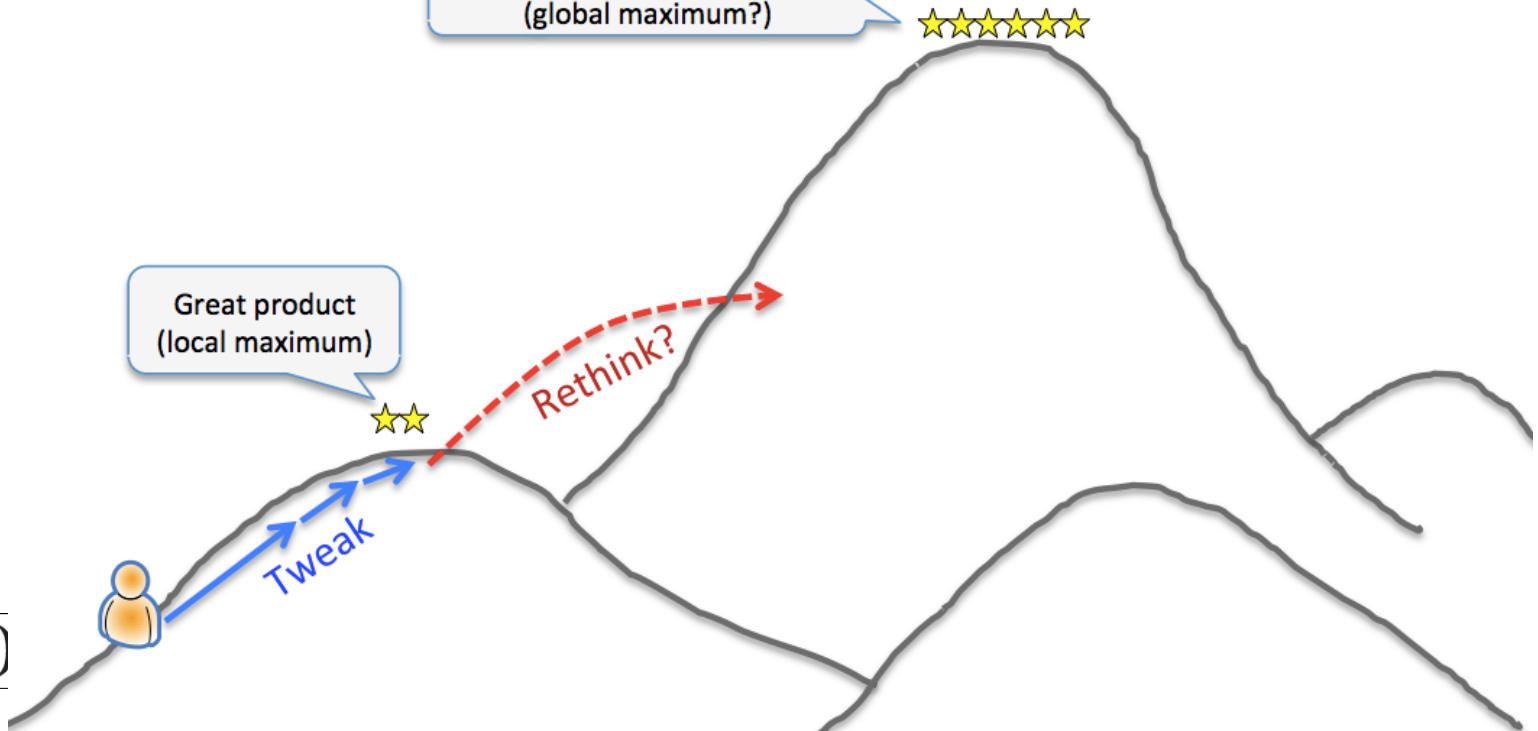 (global maximum?)
Great product
(local maximum)
Rethink?
Tweak